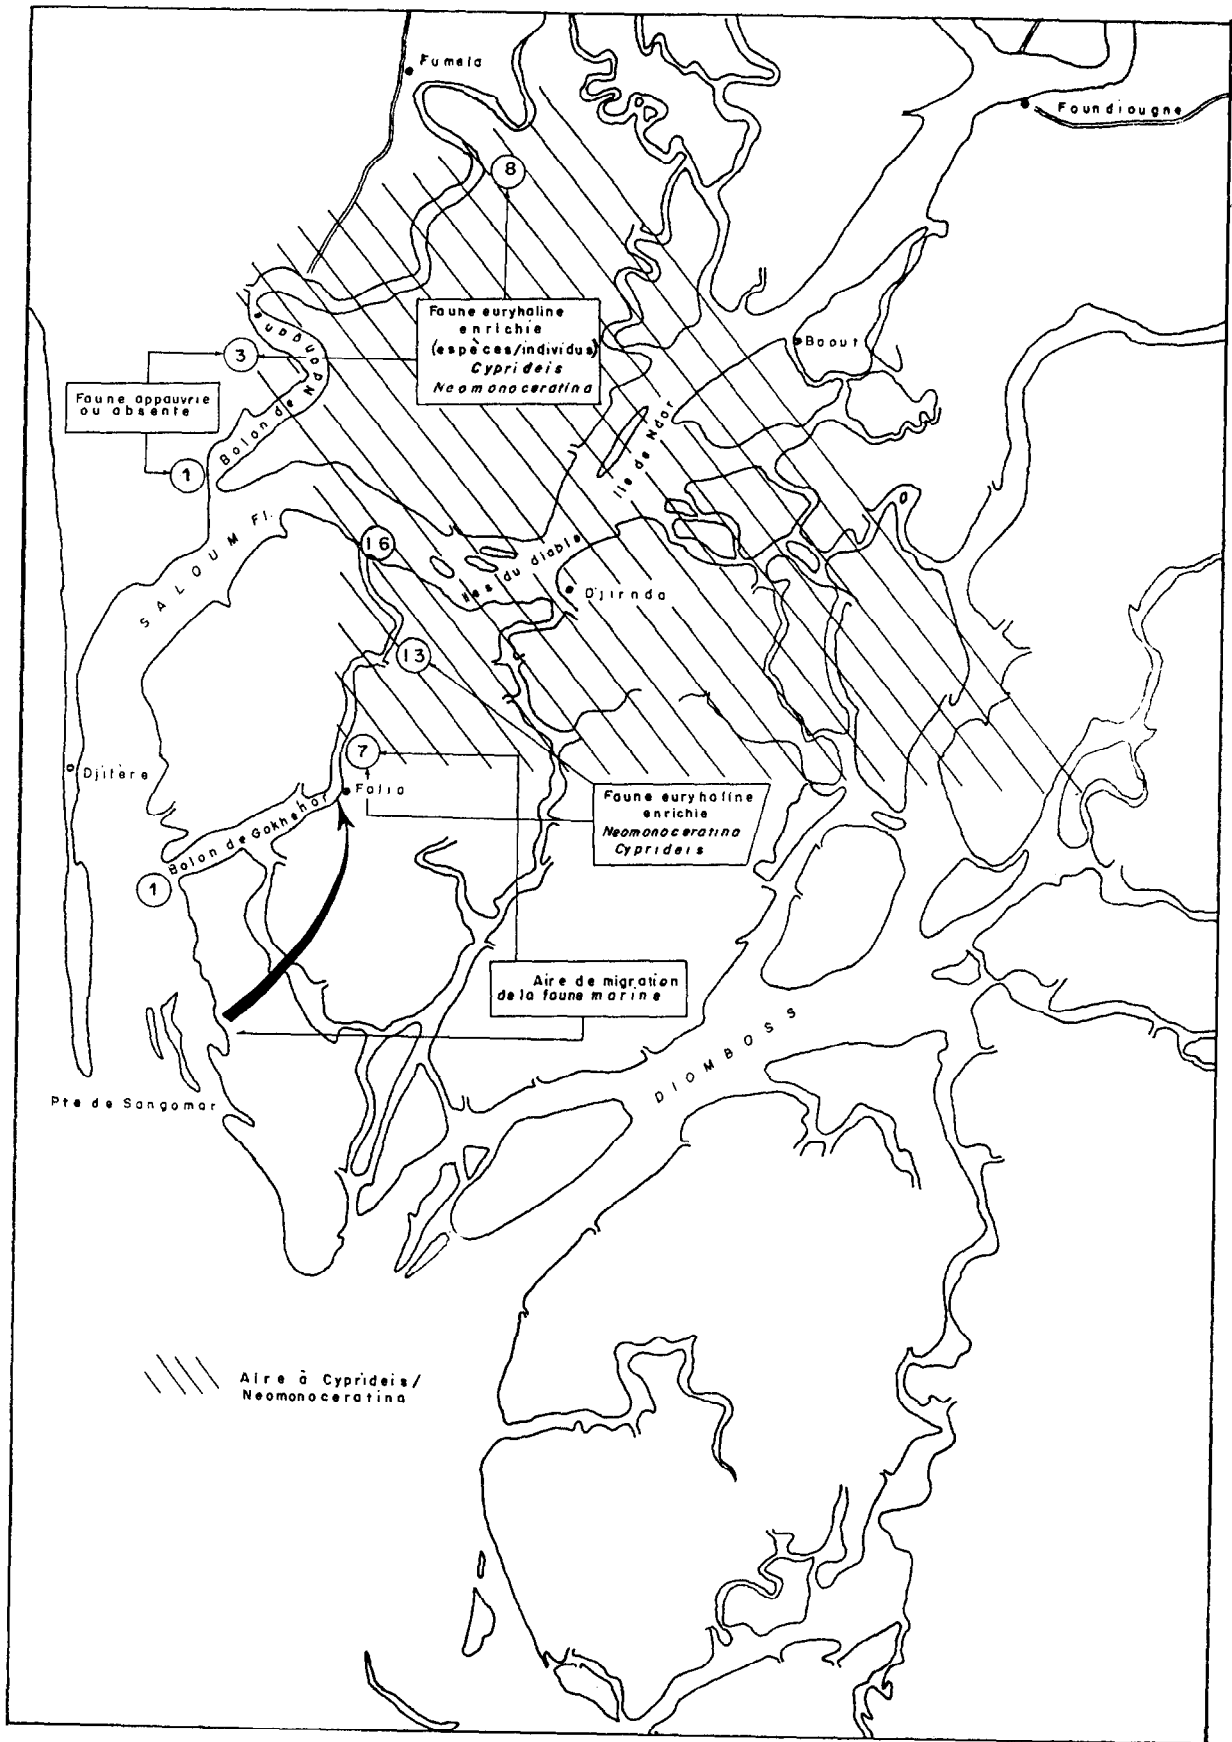 Fumela
Foundiougne
8
Faune euryhaline
enrichie
(espèces/individus)
Cyprideis
Neomonoceratina
3
Baout
Faune appauvrie
ou absente
Bolon de Ndangane
1
Ile de Ndar
SALOUM Fl.
16
Iles du diable
Djirnda
13
7
Djifère
Falia
Faune euryhaline
enrichie
Neomonoceratina
Cyprideis
Bolon de Gokhehor
1
Aire de migration
de la faune marine
DIOMBOSS
Pte de Sangomar
Aire à Cyprideis/
Neomonoceratina